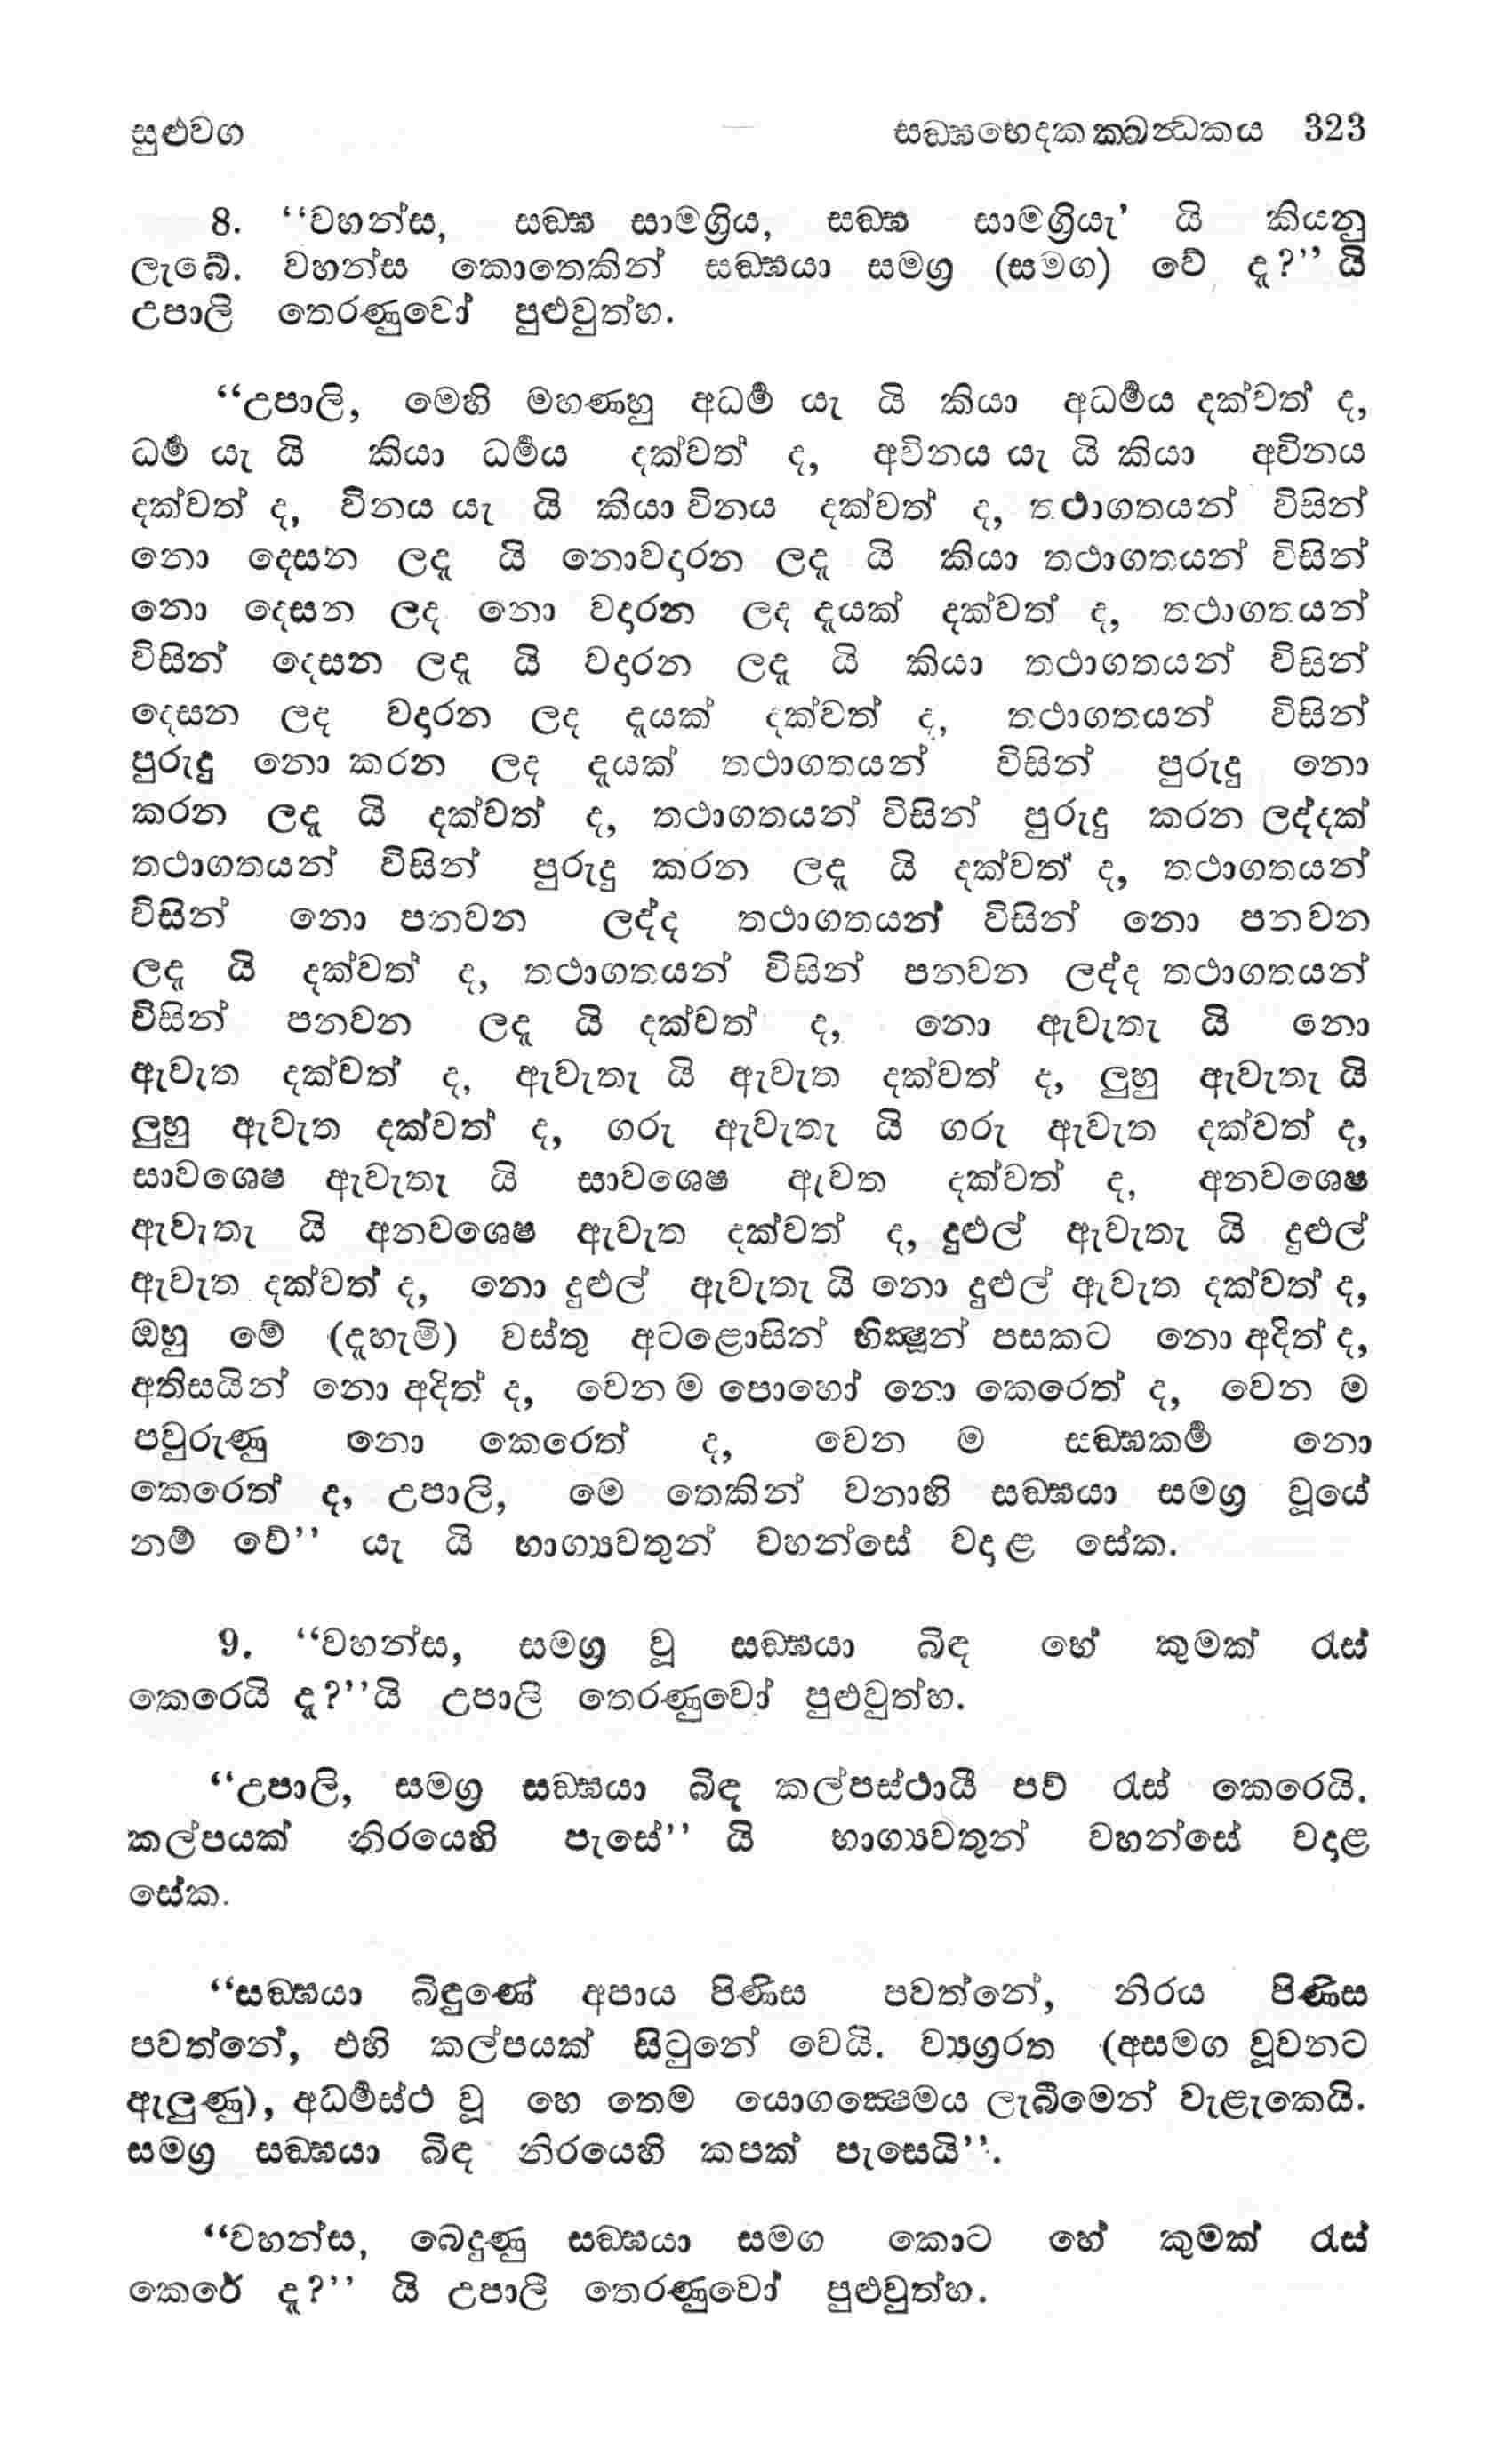 සුළුවග සඞ්ඝභෙදකක්ඛන්ධකය 323
8. ‘‘වහන්ස, සඞ්ඝ සාමග්‍රිය, සඞ්ඝ සාමග්‍රියැ’ යි කියනු
ලැබේ. වහන්ස කොතෙකින් සඞ්ඝයා සමග්‍ර (සමග) වේ දූ?’’ යි
උපාලි තෙරණුවෝ පුළුවුත්හ.
‘‘උපාලි, මෙහි මහණහු අධර්‍ම යැ යි කියා අධර්‍මය දක්වත් ද,
ධර්‍ම යැ යි කියා ධර්‍මය දක්වත් ද, අවිනය යැ යි කියා අවිනය
දක්වත් ද, විනය යැ යි කියා විනය දක්වත් ද, තථාගතයන් විසින්
නො දෙසන ලදූ යි නොවදාරන ලදූ යි කියා තථාගතයන් විසින්
නො දෙසන ලද නො වදාරන ලද දූයක් දක්වත් ද, තථාගතයන්
විසින් දෙසන ලදූ යි වදාරන ලදූ යි කියා තථාගතයන් විසින්
දෙසන ලද වදාරන ලද දූයක් දක්වත් ද, තථාගතයන් විසින්
පුරුදු නො කරන ලද දූයක් තථාගතයන් විසින් පුරුදු නො
කරන ලදූ යි දක්වත් ද, තථාගතයන් විසින් පුරුදු කරන ලද්දක්
තථාගතයන් විසින් පුරුදු කරන ලදූ යි දක්වත් ද, තථාගතයන්
විසින් නො පනවන ලද්ද තථාගතයන් විසින් නො පනවන
ලදූ යි දක්වත් ද, තථාගතයන් විසින් පනවන ලද්ද තථාගතයන්
විසින් පනවන ලදූ යි දක්වත් ද, නො ඇවැතැ යි නො
ඇවැත දක්වත් ද, ඇවැතැ යි ඇවැත දක්වත් ද, ලුහු ඇවැතැ යි
ලුහු ඇවැත දක්වත් ද, ගරු ඇවැතැ යි ගරු ඇවැත දක්වත් ද,
සාවශෙෂ ඇවැතැ යි සාවශෙෂ ඇවත දක්වත් ද, අනවශෙෂ
ඇවැතැ යි අනවශෙෂ ඇවැත දක්වත් ද, දුළුල් ඇවැතැ යි දුළුල්
ඇවැත දක්වත් ද, නො දුළුල් ඇවැතැ යි නො දුළුල් ඇවැත දක්වත් ද,
ඔහු මේ (දූහැමි) වස්තු අටළොසින් භික්‍ෂූන් පසකට නො අදිත් ද,
අතිසයින් නො අදිත් ද, වෙන ම පොහෝ නො කෙරෙත් ද, වෙන ම
පවුරුණු නො කෙරෙත් ද, වෙන ම සඞ්ඝකර්‍ම නො
කෙරෙත් ද, උපාලි, මෙ තෙකින් වනාහි සඞ්ඝයා සමග්‍ර වූයේ
නම් වේ’’ යැ යි භාග්‍යවතුන් වහන්සේ වදාළ සේක.
9. ‘‘වහන්ස, සමග්‍ර වූ සඞ්ඝයා බිඳ හේ කුමක් රැස්
කෙරෙයි දූ?’’යි උපාලි තෙරණුවෝ පුළුවුත්හ.
‘‘උපාලි, සමග්‍ර සඞ්ඝයා බිඳ කල්පස්ථායී පව් රැස් කෙරෙයි.
කල්පයක් නිරයෙහි පැසේ’’ යි භාග්‍යවතුන් වහන්සේ වදාළ
සේක.
‘‘සඞ්ඝයා බිඳුණේ අපාය පිණිස පවත්නේ, නිරය පිණිස
පවත්නේ, එහි කල්පයක් සිටුනේ වෙයි. ව්‍යග්‍රරත (අසමග වූවනට
ඇලුණු), අධර්‍මස්ථ වූ හෙ තෙම යොගක්‍ෂෙමය ලැබීමෙන් වැළැකෙයි.
සමග්‍ර සඞ්ඝයා බිඳ නිරයෙහි කපක් පැසෙයි’’.
‘‘වහන්ස, බෙදුණු සඞ්ඝයා සමග කොට හේ කුමක් රැස්
කෙරේ දූ?’’ යි උපාලි තෙරණුවෝ පුළුවුත්හ.